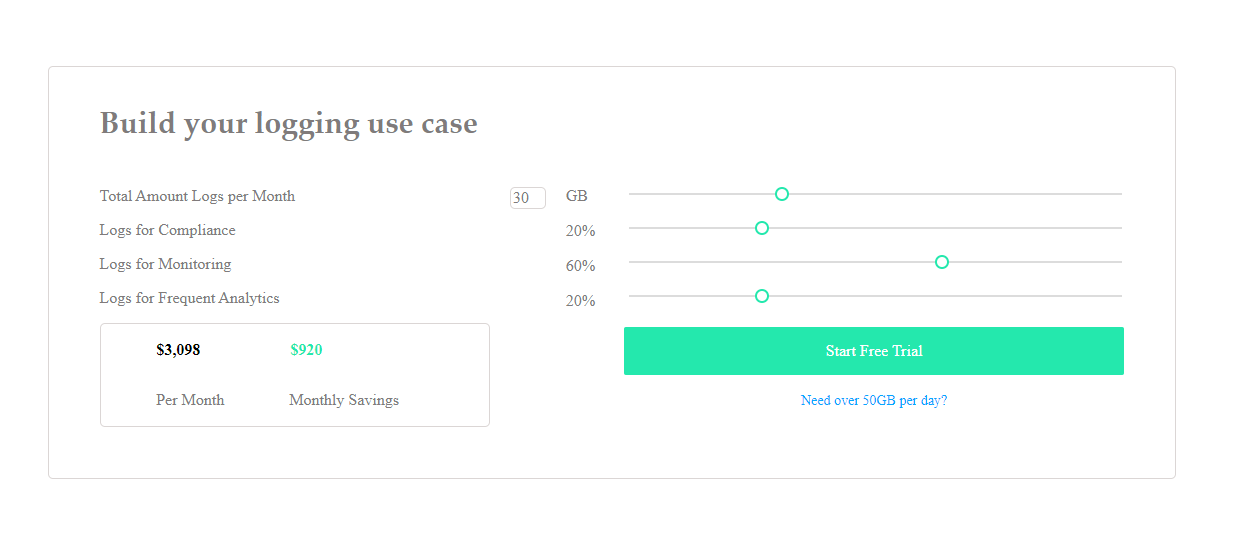 Build your logging use case
Total Amount Logs per Month 30 GB
Logs for Compliance 20%
Logs for Monitoring 60%
Logs for Frequent Analytics 20%
$3,098 $920
Per Month Monthly Savings
Start Free Trial
Need over 50GB per day?